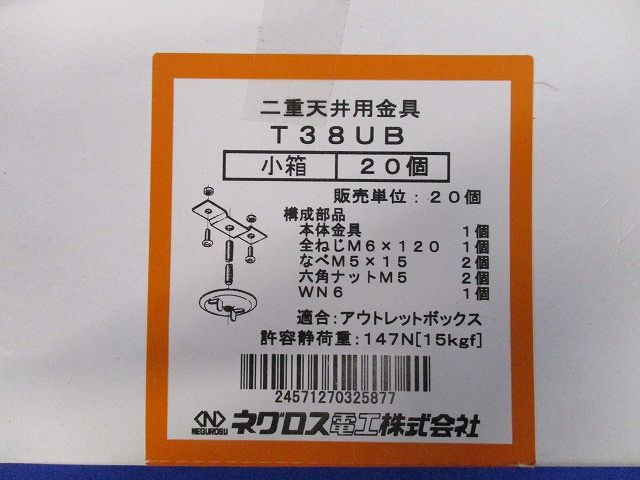 二重天井用金具
T38UB
小箱 20個
販売単位：20個
構成部品
本体金具 1個
全ねじM6×120 1個
なべM5×15 2個
六角ナットM5 2個
WN6 1個
適合：アウトレットボックス
許容静荷重：147N[15kgf]
24571270325877
NEGUROSU ネグロス電工株式会社